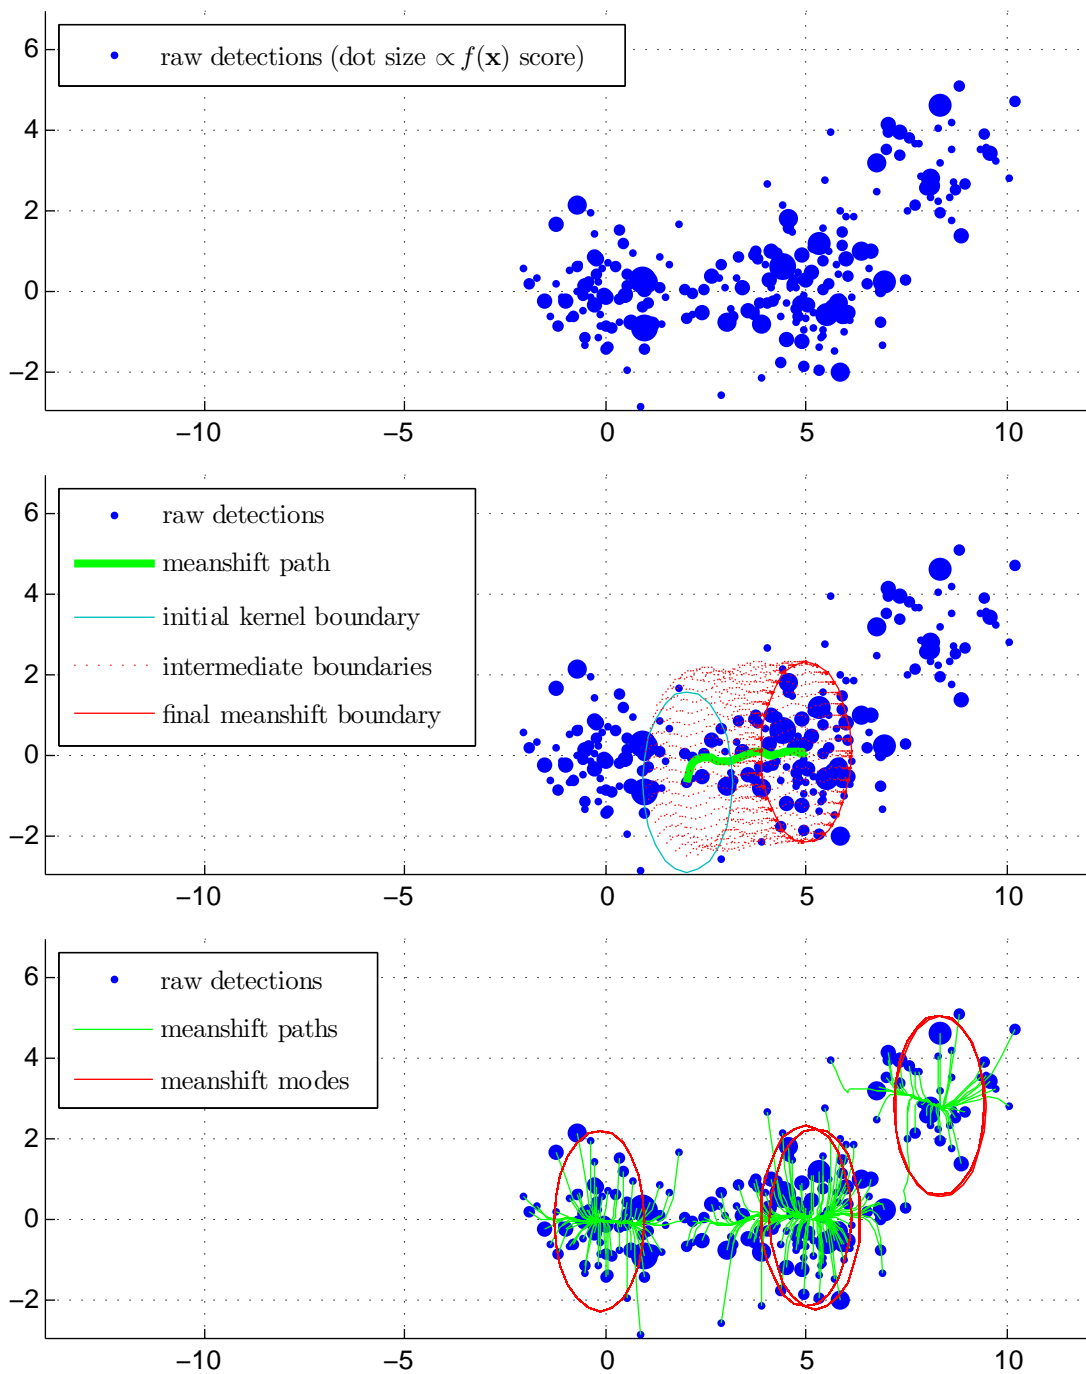 raw detections (dot size ∝ f(x) score)
6
4
2
0
−2
−10 −5 0 5 10
raw detections
meanshift path
initial kernel boundary
intermediate boundaries
final meanshift boundary
6
4
2
0
−2
−10 −5 0 5 10
raw detections
meanshift paths
meanshift modes
6
4
2
0
−2
−10 −5 0 5 10